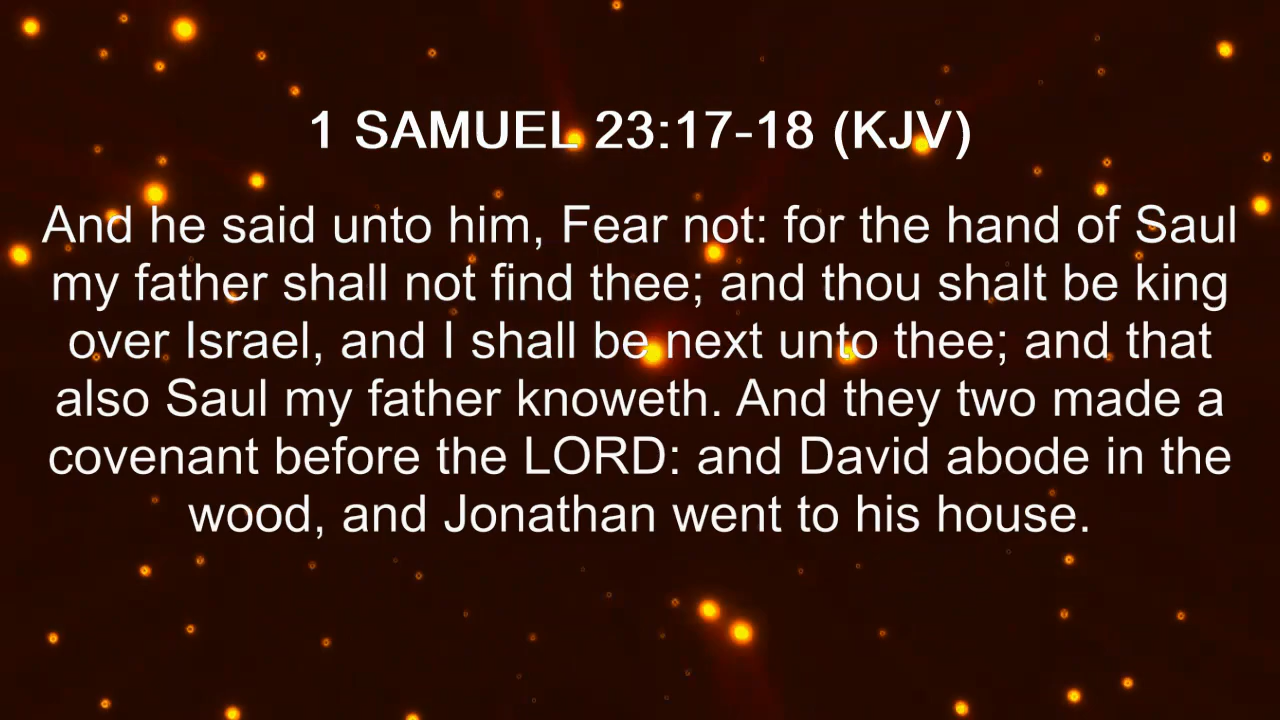 1 SAMUEL 23:17-18 (KJV)
And he said unto him, Fear not: for the hand of Saul
my father shall not find thee; and thou shalt be king
over Israel, and I shall be next unto thee; and that
also Saul my father knoweth. And they two made a
covenant before the LORD: and David abode in the
wood, and Jonathan went to his house.